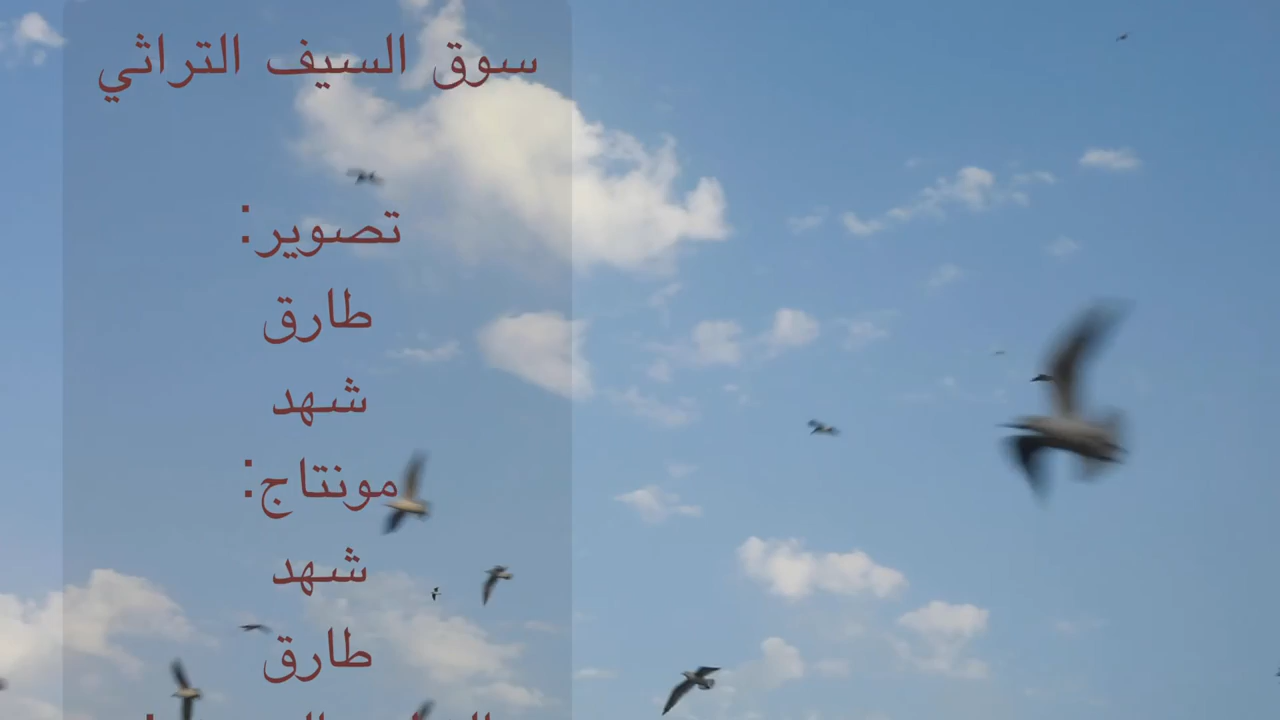 سوق السيف التراثي
تصوير:
طارق
شهد
مونتاج:
شهد
طارق